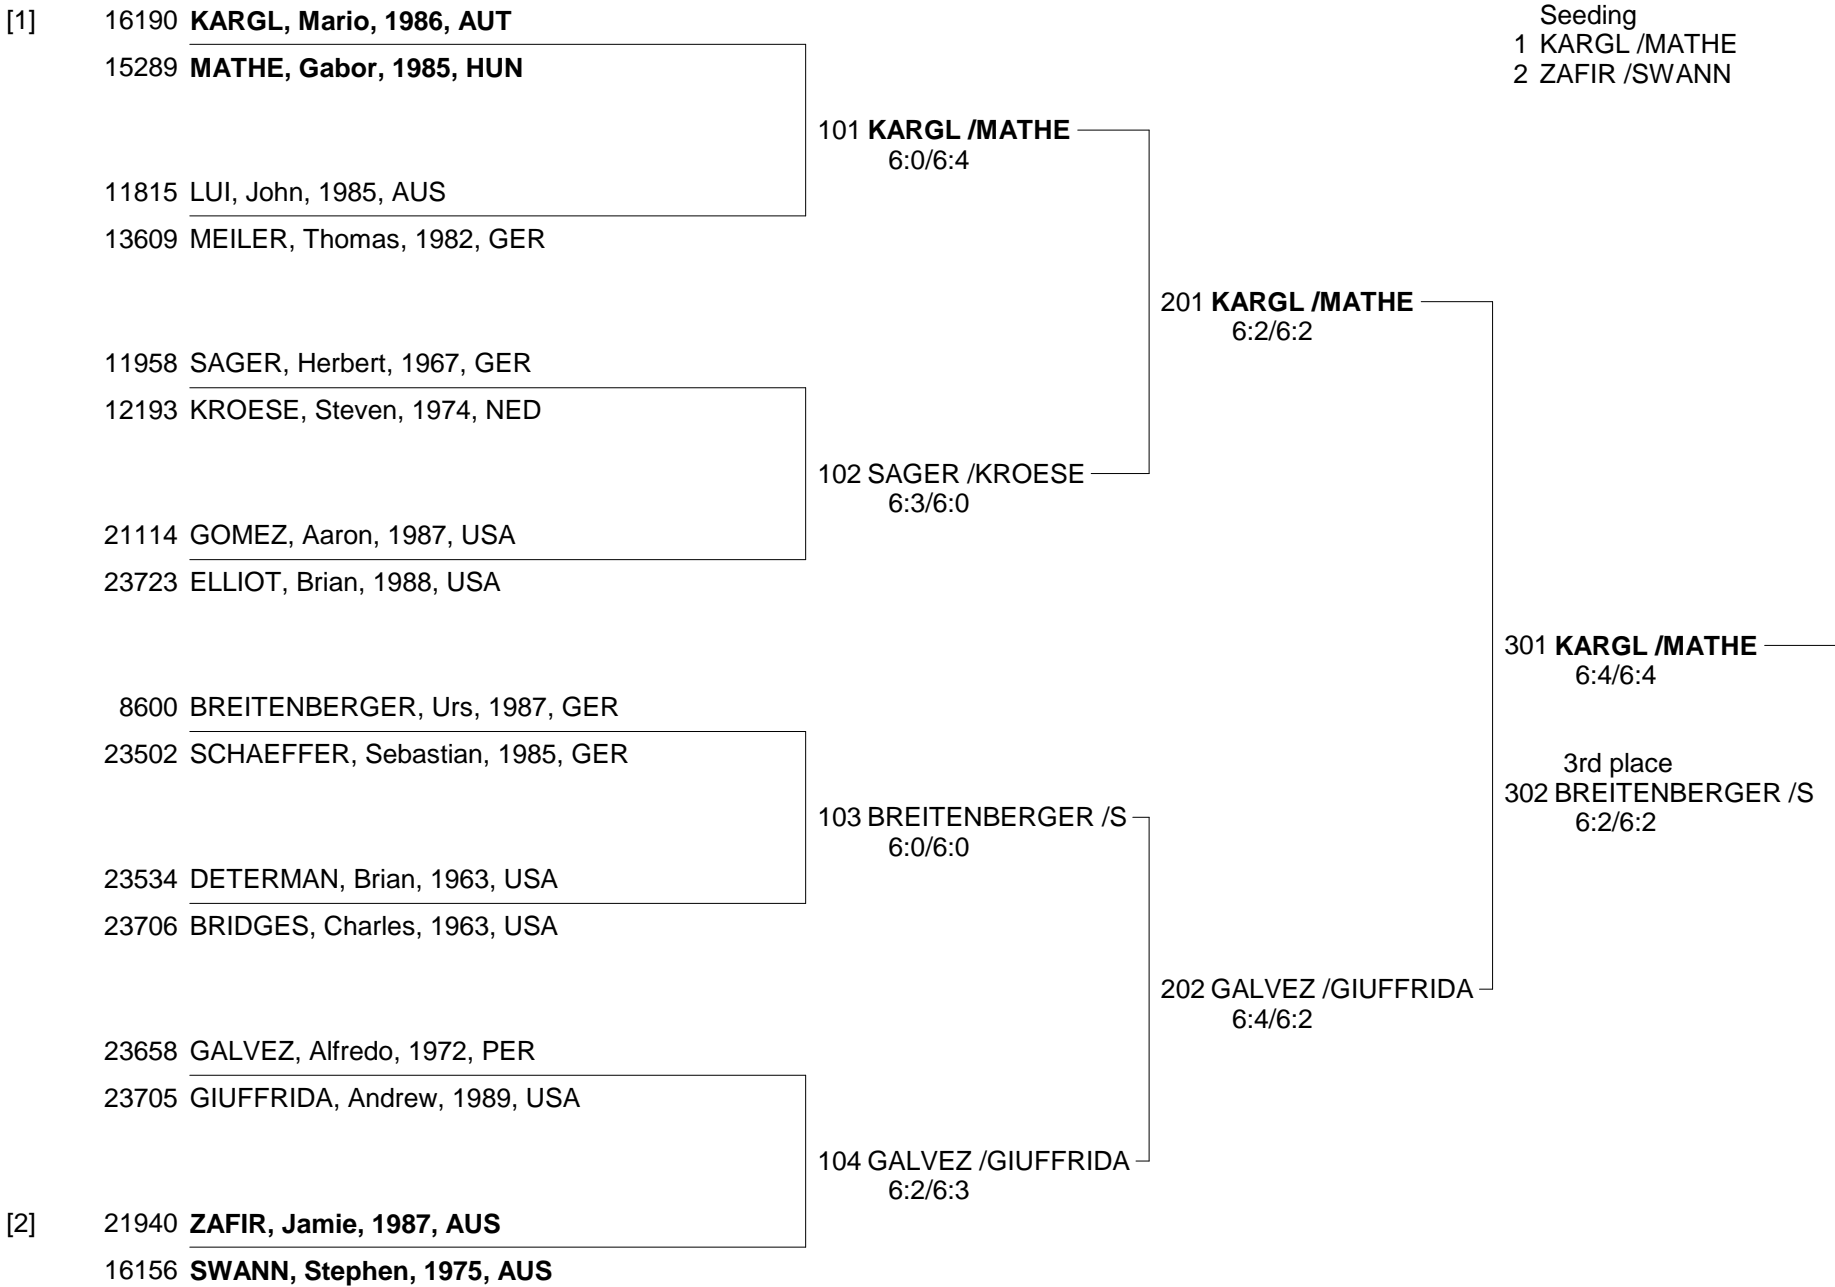 [1] 16190 KARGL, Mario, 1986, AUT
15289 MATHE, Gabor, 1985, HUN
Seeding
1 KARGL /MATHE
2 ZAFIR /SWANN
101 KARGL /MATHE
6:0/6:4
11815 LUI, John, 1985, AUS
13609 MEILER, Thomas, 1982, GER
201 KARGL /MATHE
6:2/6:2
11958 SAGER, Herbert, 1967, GER
12193 KROESE, Steven, 1974, NED
102 SAGER /KROESE
6:3/6:0
21114 GOMEZ, Aaron, 1987, USA
23723 ELLIOT, Brian, 1988, USA
301 KARGL /MATHE
6:4/6:4
8600 BREITENBERGER, Urs, 1987, GER
23502 SCHAEFFER, Sebastian, 1985, GER
3rd place
302 BREITENBERGER /S
6:2/6:2
103 BREITENBERGER /S
6:0/6:0
23534 DETERMAN, Brian, 1963, USA
23706 BRIDGES, Charles, 1963, USA
202 GALVEZ /GIUFFRIDA
6:4/6:2
23658 GALVEZ, Alfredo, 1972, PER
23705 GIUFFRIDA, Andrew, 1989, USA
104 GALVEZ /GIUFFRIDA
6:2/6:3
[2] 21940 ZAFIR, Jamie, 1987, AUS
16156 SWANN, Stephen, 1975, AUS